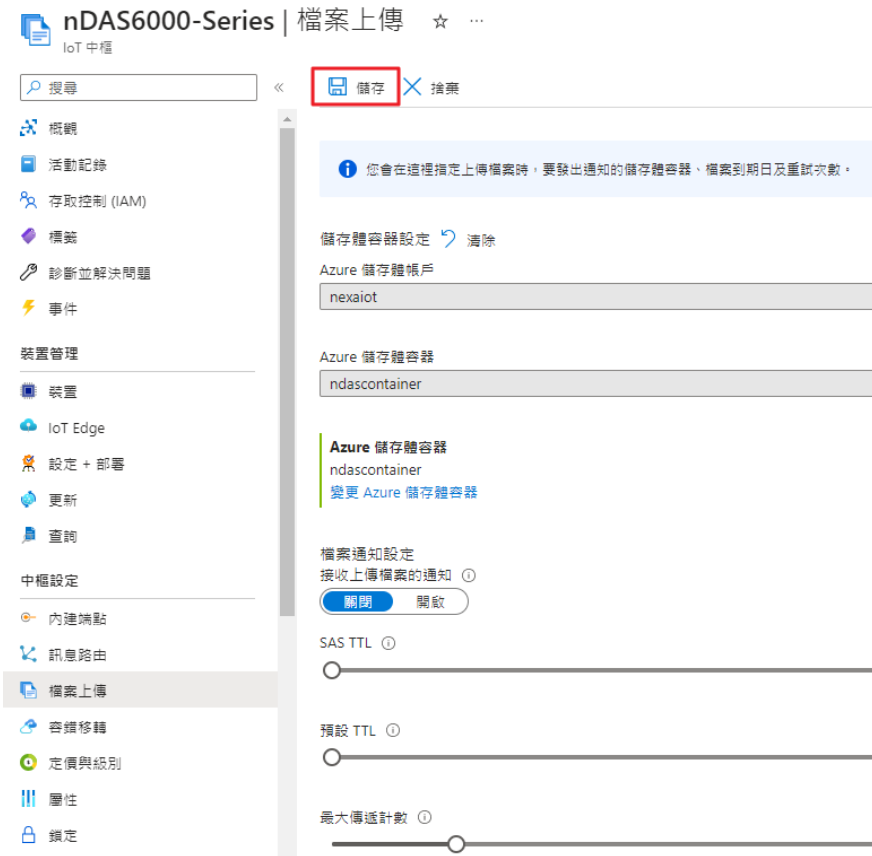 nDAS6000-Series | 檔案上傳 ☆ ···
IoT 中樞
搜尋
«
儲存
捨棄
概觀
活動記錄
存取控制 (IAM)
標籤
診斷並解決問題
事件
裝置管理
裝置
IoT Edge
設定 + 部署
更新
查詢
中樞設定
內建端點
訊息路由
檔案上傳
容錯移轉
定價與級別
屬性
鎖定
您會在這裡指定上傳檔案時，要發出通知的儲存體容器、檔案到期日及重試次數。
儲存體容器設定 清除
Azure 儲存體帳戶
nexaiot
Azure 儲存體容器
ndascontainer
Azure 儲存體容器
ndascontainer
變更 Azure 儲存體容器
檔案通知設定
接收上傳檔案的通知
關閉 開啟
SAS TTL
預設 TTL
最大傳遞計數